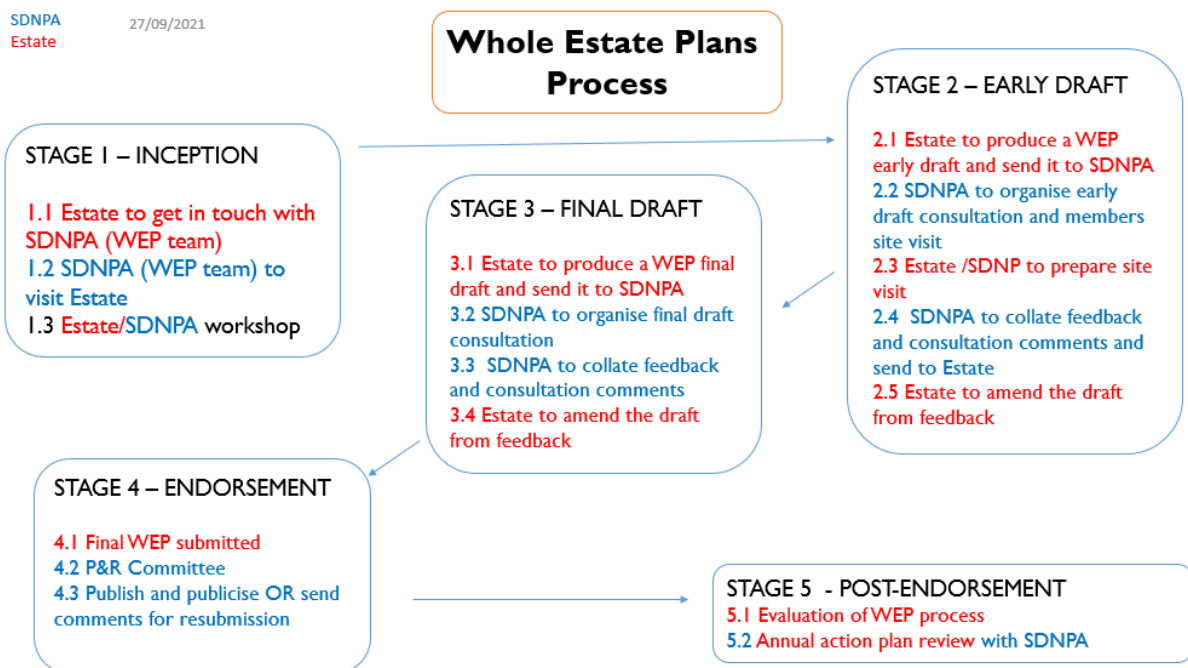 SDNPA
Estate
27/09/2021
Whole Estate Plans
Process
STAGE 1 – INCEPTION
1.1 Estate to get in touch with
SDNPA (WEP team)
1.2 SDNPA (WEP team) to
visit Estate
1.3 Estate/SDNPA workshop
STAGE 2 – EARLY DRAFT
2.1 Estate to produce a WEP
early draft and send it to SDNPA
2.2 SDNPA to organise early
draft consultation and members
site visit
2.3 Estate /SDNP to prepare site
visit
2.4 SDNPA to collate feedback
and consultation comments and
send to Estate
2.5 Estate to amend the draft
from feedback
STAGE 3 – FINAL DRAFT
3.1 Estate to produce a WEP final
draft and send it to SDNPA
3.2 SDNPA to organise final draft
consultation
3.3 SDNPA to collate feedback
and consultation comments
3.4 Estate to amend the draft
from feedback
STAGE 4 – ENDORSEMENT
4.1 Final WEP submitted
4.2 P&R Committee
4.3 Publish and publicise OR send
comments for resubmission
STAGE 5 - POST-ENDORSEMENT
5.1 Evaluation of WEP process
5.2 Annual action plan review with SDNPA